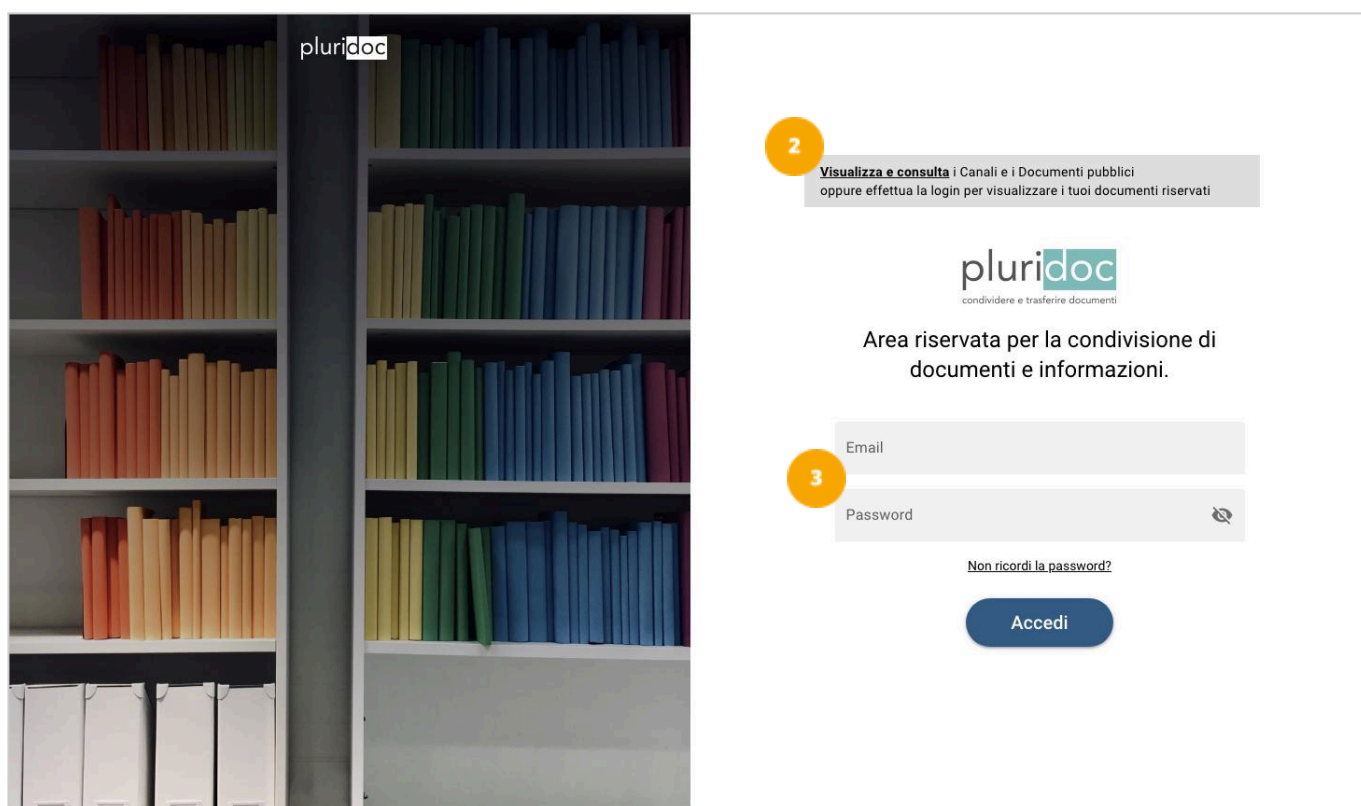 pluridoc
2
Visualizza e consulta i Canali e i Documenti pubblici
oppure effettua la login per visualizzare i tuoi documenti riservati
pluridoc
condividere e trasferire documenti
Area riservata per la condivisione di
documenti e informazioni.
Email
3
Password
Non ricordi la password?
Accedi